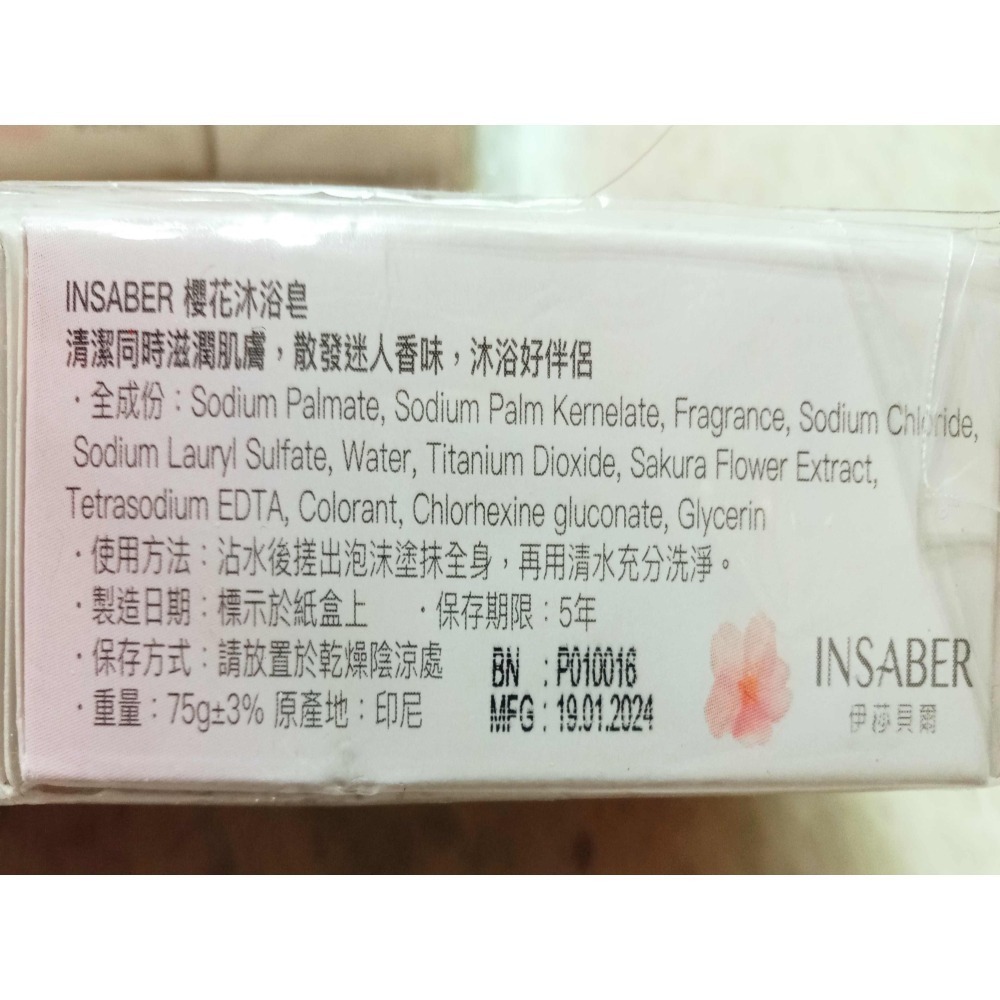 INSABER 櫻花沐浴皂
清潔同時滋潤肌膚，散發迷人香味，沐浴好伴侶
・全成份：Sodium Palmate, Sodium Palm Kernelate, Fragrance, Sodium Chloride,
Sodium Lauryl Sulfate, Water, Titanium Dioxide, Sakura Flower Extract,
Tetrasodium EDTA, Colorant, Chlorhexine gluconate, Glycerin
・使用方法：沾水後搓出泡沫塗抹全身，再用清水充分洗淨。
・製造日期：標示於紙盒上 ・保存期限：5年
・保存方式：請放置於乾燥陰涼處
・重量：75g±3% 原產地：印尼
BN : P010016
MFG : 19.01.2024
INSABER
伊莎貝爾